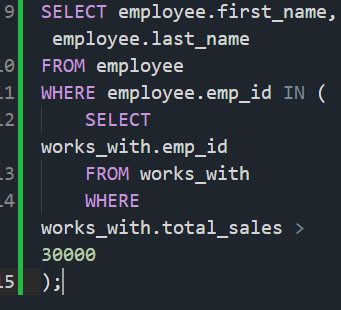 9 SELECT employee.first_name,
employee.last_name
10 FROM employee
11 WHERE employee.emp_id IN (
12 SELECT
works_with.emp_id
13 FROM works_with
14 WHERE
works_with.total_sales >
30000
15 );